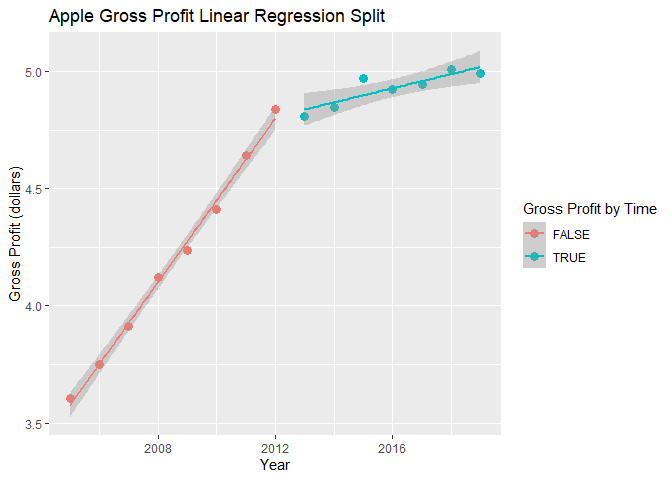 Apple Gross Profit Linear Regression Split
Gross Profit (dollars)
5.0
4.5
4.0
3.5
2008
2012
2016
Year
Gross Profit by Time
FALSE
TRUE